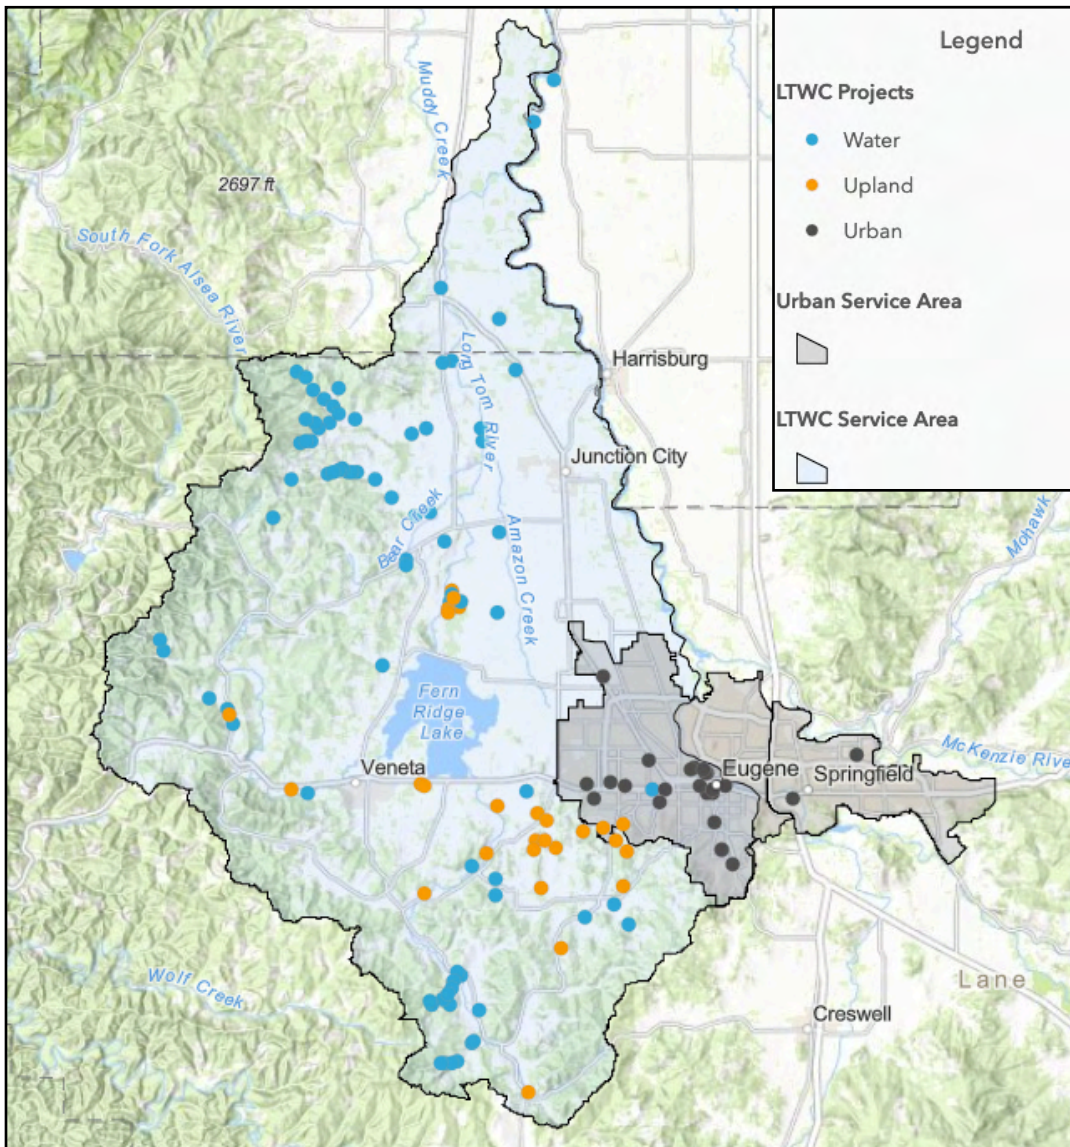 Legend
LTWC Projects
Water
Upland
Urban
Urban Service Area
LTWC Service Area
Muddy Creek
2697 ft
South Fork Alsea River
Harrisburg
Long Tom River
Junction City
Bear Creek
Amazon Creek
Mohawk
Fern
Ridge
Lake
McKenzie River
Veneta
Eugene
Springfield
Wolf Creek
Lane
Creswell